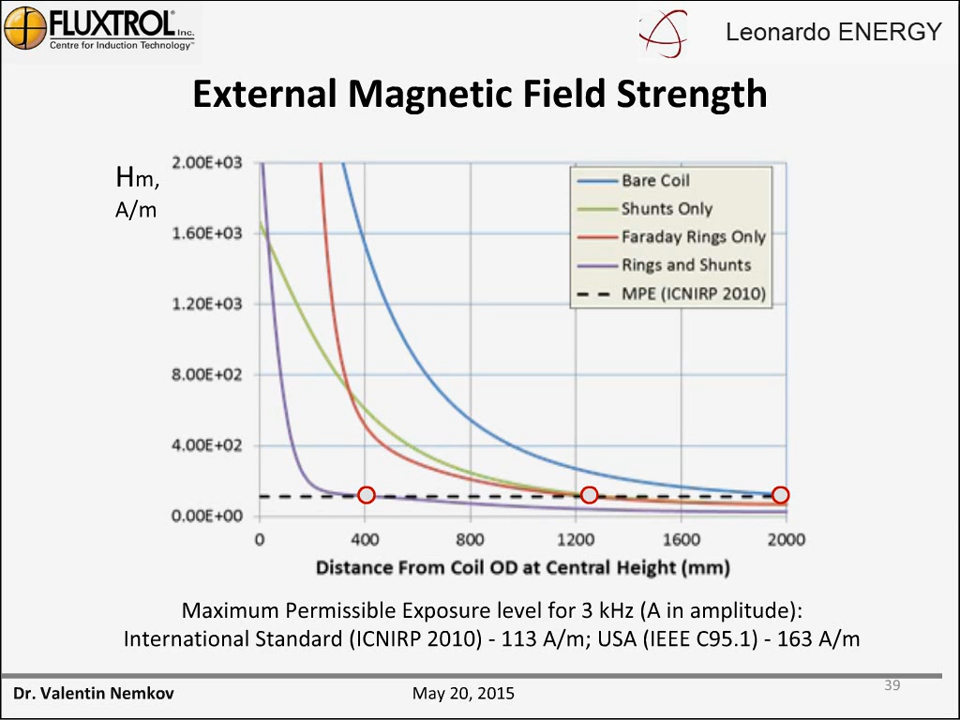 FLUXTROL® Inc.
Centre for Induction Technology™
Leonardo ENERGY
External Magnetic Field Strength
Hm,
A/m
2.00E+03
1.60E+03
1.20E+03
8.00E+02
4.00E+02
0.00E+00
Bare Coil
Shunts Only
Faraday Rings Only
Rings and Shunts
MPE (ICNIRP 2010)
0 400 800 1200 1600 2000
Distance From Coil OD at Central Height (mm)
Maximum Permissible Exposure level for 3 kHz (A in amplitude):
International Standard (ICNIRP 2010) - 113 A/m; USA (IEEE C95.1) - 163 A/m
Dr. Valentin Nemkov May 20, 2015 39